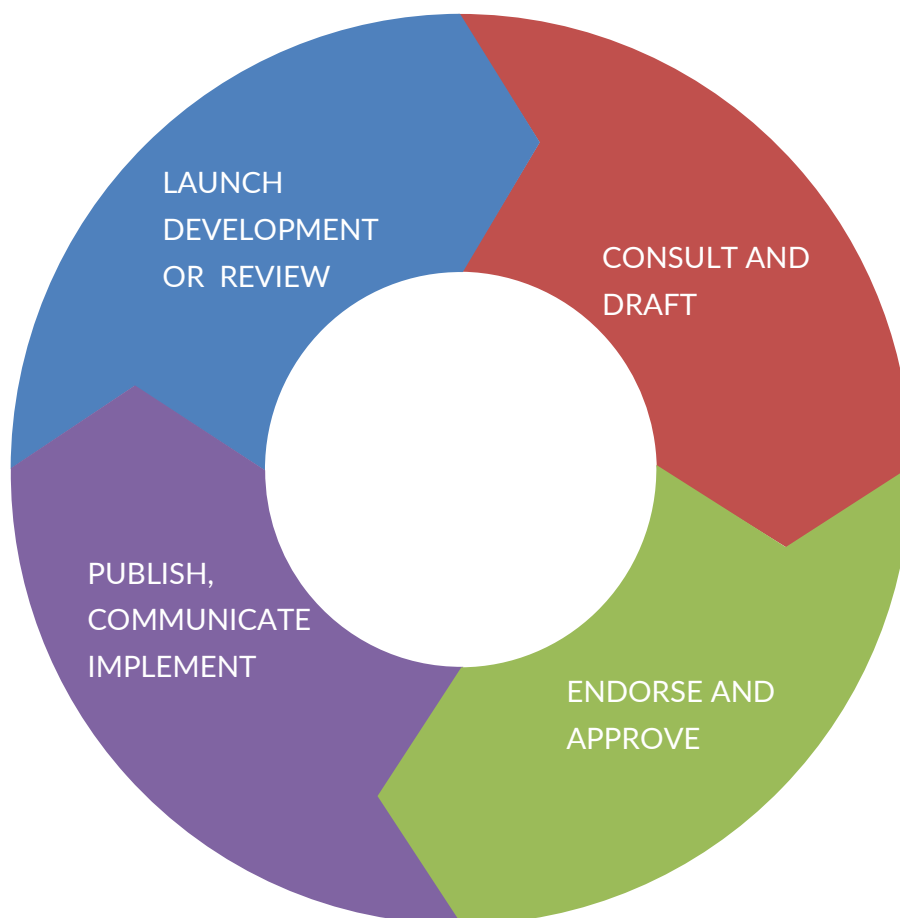 LAUNCH
DEVELOPMENT
OR  REVIEW
CONSULT AND
DRAFT
ENDORSE AND
APPROVE
PUBLISH,
COMMUNICATE
IMPLEMENT